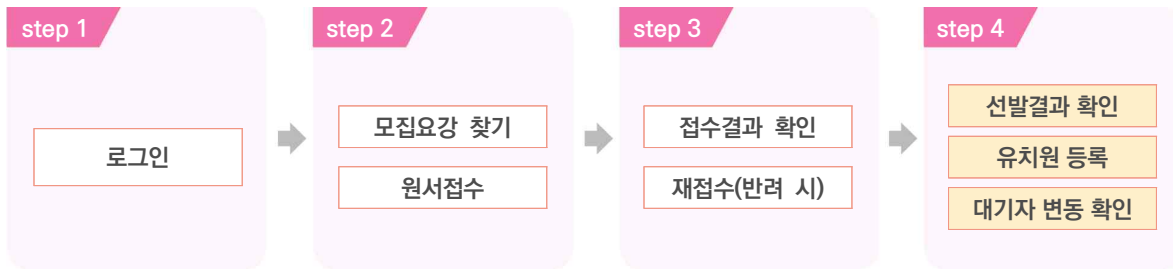 step 1
로그인
step 2
모집요강 찾기
원서접수
step 3
접수결과 확인
재접수(반려 시)
step 4
선발결과 확인
유치원 등록
대기자 변동 확인